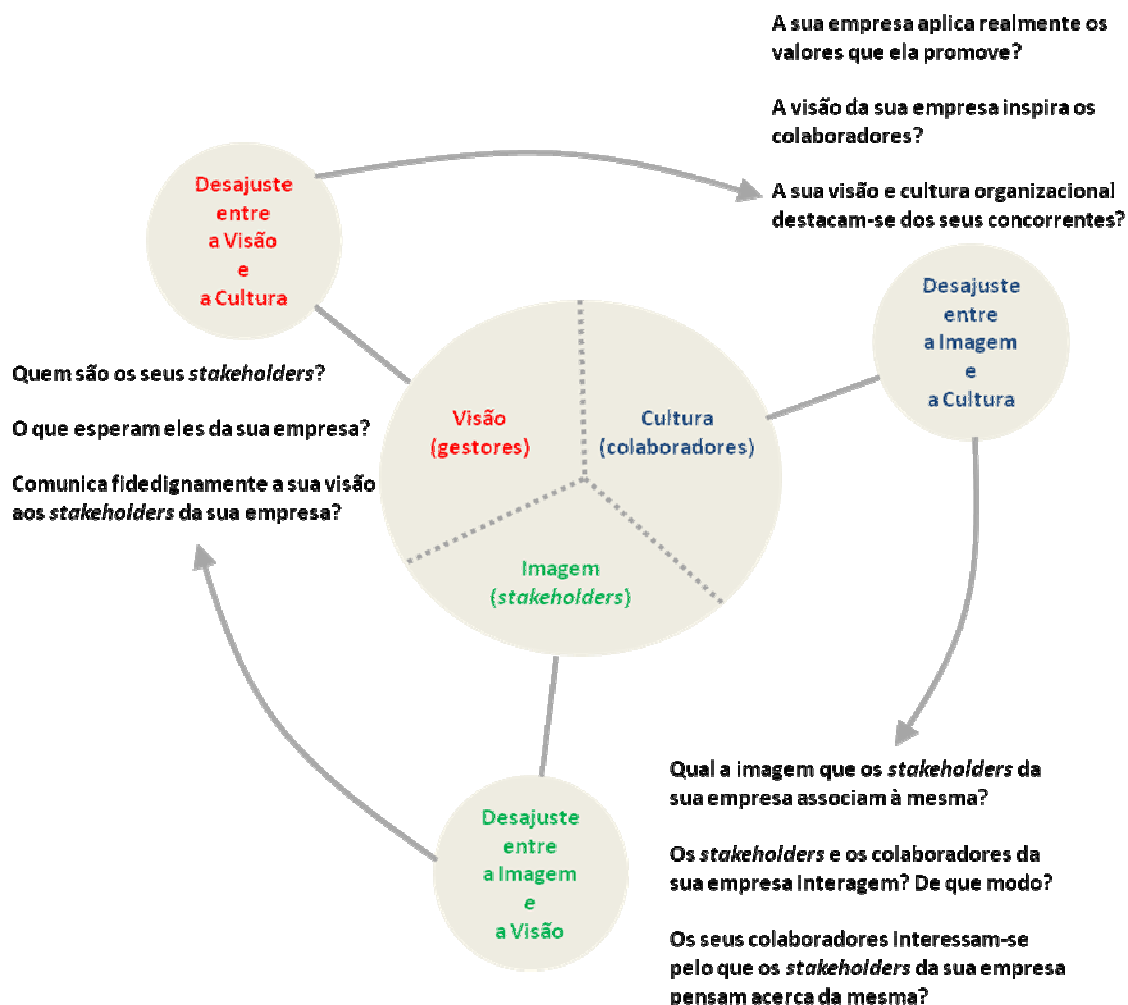 A sua empresa aplica realmente os
valores que ela promove?
A visão da sua empresa inspira os
colaboradores?
A sua visão e cultura organizacional
destacam-se dos seus concorrentes?
Desajuste
entre
a Visão
e
a Cultura
Desajuste
entre
a Imagem
e
a Cultura
Quem são os seus stakeholders?
O que esperam eles da sua empresa?
Comunica fidedignamente a sua visão
aos stakeholders da sua empresa?
Visão
(gestores)
Cultura
(colaboradores)
Imagem
(stakeholders)
Desajuste
entre
a Imagem
e
a Visão
Qual a imagem que os stakeholders da
sua empresa associam à mesma?
Os stakeholders e os colaboradores da
sua empresa interagem? De que modo?
Os seus colaboradores interessam-se
pelo que os stakeholders da sua empresa
pensam acerca da mesma?